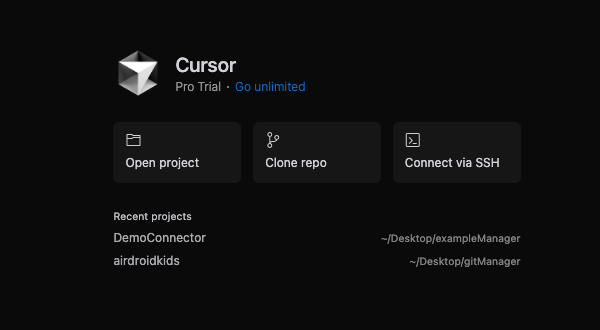 Cursor
Pro Trial · Go unlimited
Open project
Clone repo
Connect via SSH
Recent projects
DemoConnector ~/Desktop/exampleManager
airdroidkids ~/Desktop/gitManager